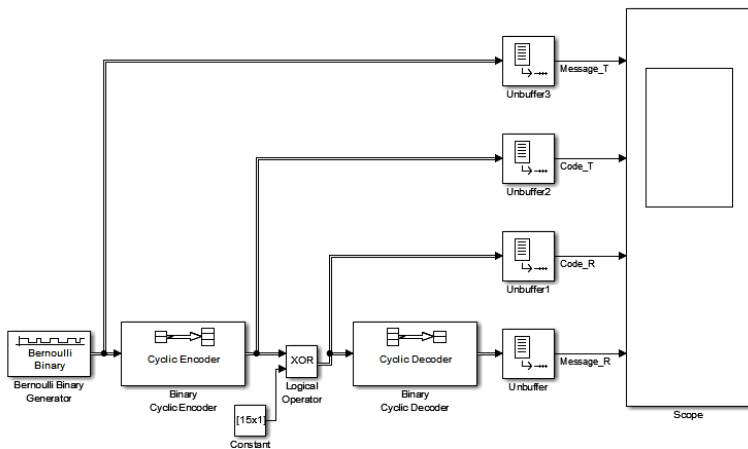 Message_T
Unbuffer3
Code_T
Unbuffer2
Code_R
Unbuffer1
Bernoulli
Binary
Bernoulli Binary
Generator
Cyclic Encoder
Binary
Cyclic Encoder
XOR
Logical
Operator
[15x1]
Constant
Cyclic Decoder
Binary
Cyclic Decoder
Message_R
Unbuffer
Scope